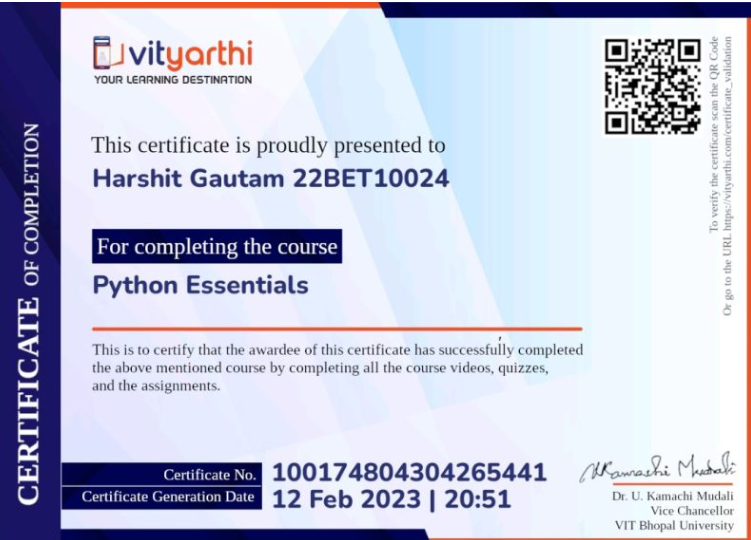 vityarthi
YOUR LEARNING DESTINATION
This certificate is proudly presented to
Harshit Gautam 22BET10024
For completing the course
Python Essentials
This is to certify that the awardee of this certificate has successfully completed
the above mentioned course by completing all the course videos, quizzes,
and the assignments.
Certificate No. 100174804304265441
Certificate Generation Date 12 Feb 2023 | 20:51
CERTIFICATE OF COMPLETION
To verify the certificate scan the QR Code
Or go to the URL https://vityarthi.com/certificate_validation
UKamachi Mudali
Dr. U. Kamachi Mudali
Vice Chancellor
VIT Bhopal University